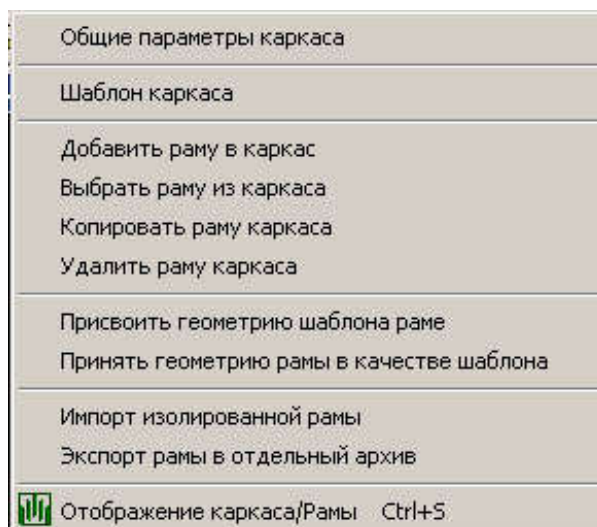 Общие параметры каркаса
Шаблон каркаса
Добавить раму в каркас
Выбрать раму из каркаса
Копировать раму каркаса
Удалить раму каркаса
Присвоить геометрию шаблона раме
Принять геометрию рамы в качестве шаблона
Импорт изолированной рамы
Экспорт рамы в отдельный архив
Отображение каркаса/Рамы Ctrl+S